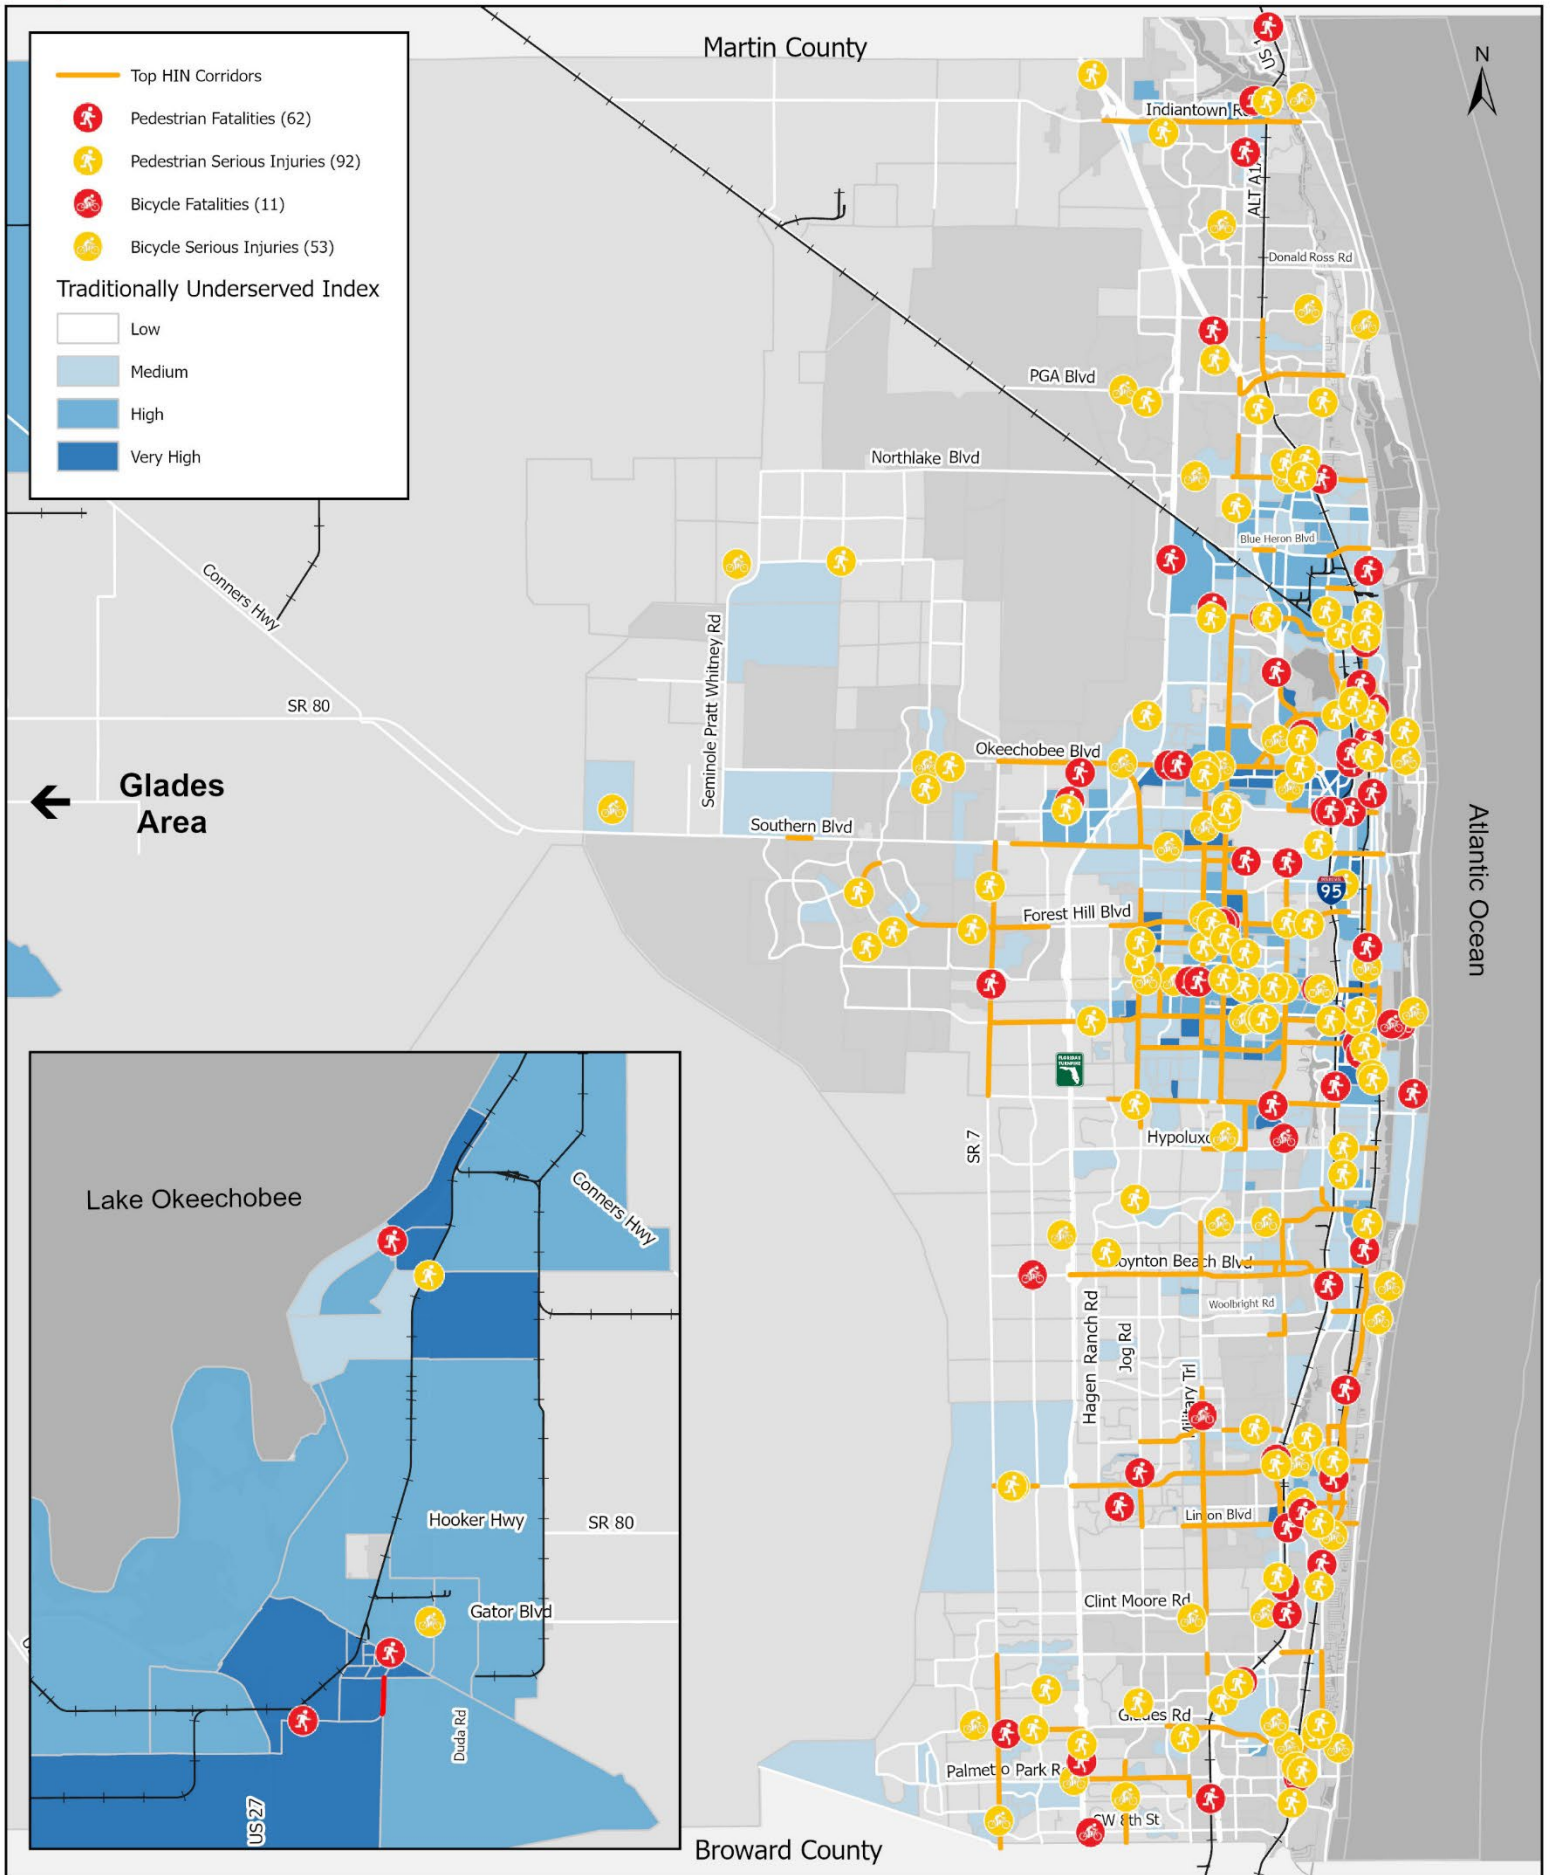 Martin County
N
US 1
Top HIN Corridors
Pedestrian Fatalities (62)
Pedestrian Serious Injuries (92)
Bicycle Fatalities (11)
Bicycle Serious Injuries (53)
Traditionally Underserved Index
Low
Medium
High
Very High
Indiantown R
ALT A1A
Donald Ross Rd
PGA Blvd
Northlake Blvd
Blue Heron Blvd
Conners Hwy
Seminole Pratt Whitney Rd
SR 80
Okeechobee Blvd
Glades
Area
Southern Blvd
Atlantic Ocean
95
Forest Hill Blvd
SR 7
Hypoluxo
oynton Beach Blvd
Woolbright Rd
Hagen Ranch Rd
Jog Rd
Military Trl
Linton Blvd
Clint Moore Rd
Glades Rd
Palmetto Park R
SW 8th St
Broward County
Lake Okeechobee
Conners Hwy
Hooker Hwy
SR 80
Gator Blvd
Duda Rd
US 27